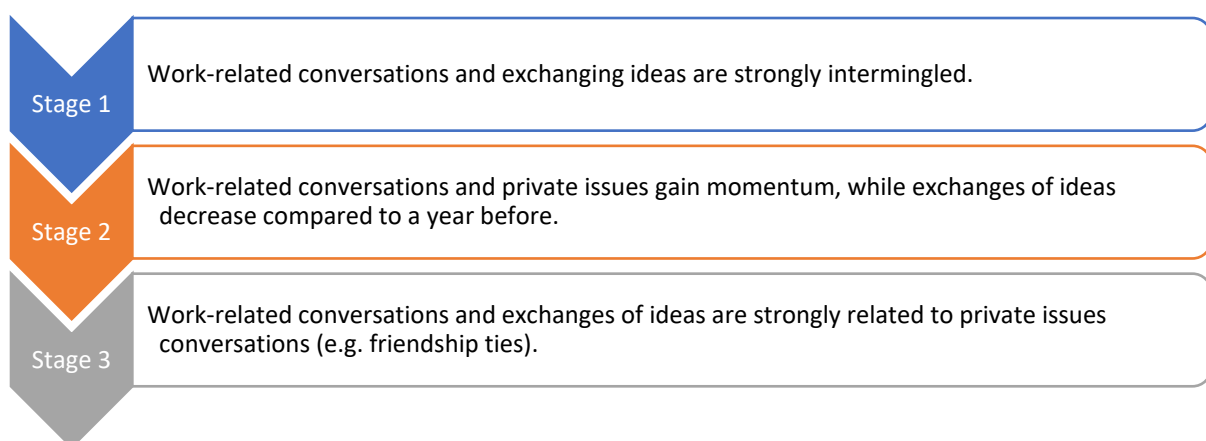 Stage 1
Work-related conversations and exchanging ideas are strongly intermingled.
Stage 2
Work-related conversations and private issues gain momentum, while exchanges of ideas
decrease compared to a year before.
Stage 3
Work-related conversations and exchanges of ideas are strongly related to private issues
conversations (e.g. friendship ties).